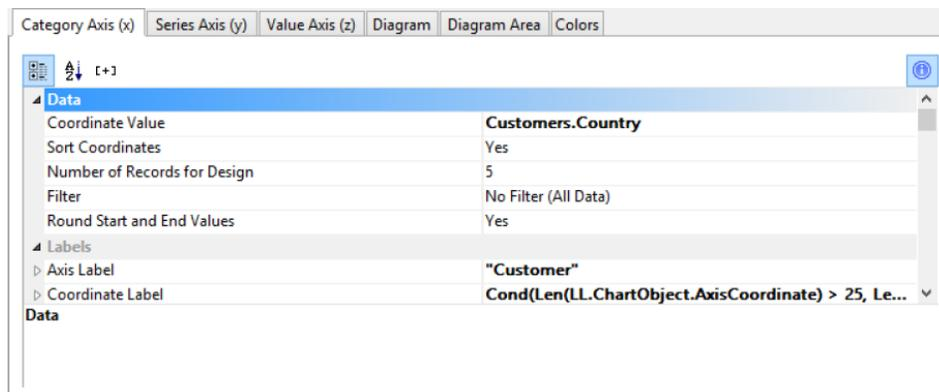 Category Axis (x) Series Axis (y) Value Axis (z) Diagram Diagram Area Colors
A Z [+]
Data
Coordinate Value Customers.Country
Sort Coordinates Yes
Number of Records for Design 5
Filter No Filter (All Data)
Round Start and End Values Yes
Labels
Axis Label "Customer"
Coordinate Label Cond(Len(LL.ChartObject.AxisCoordinate) > 25, Le...
Data